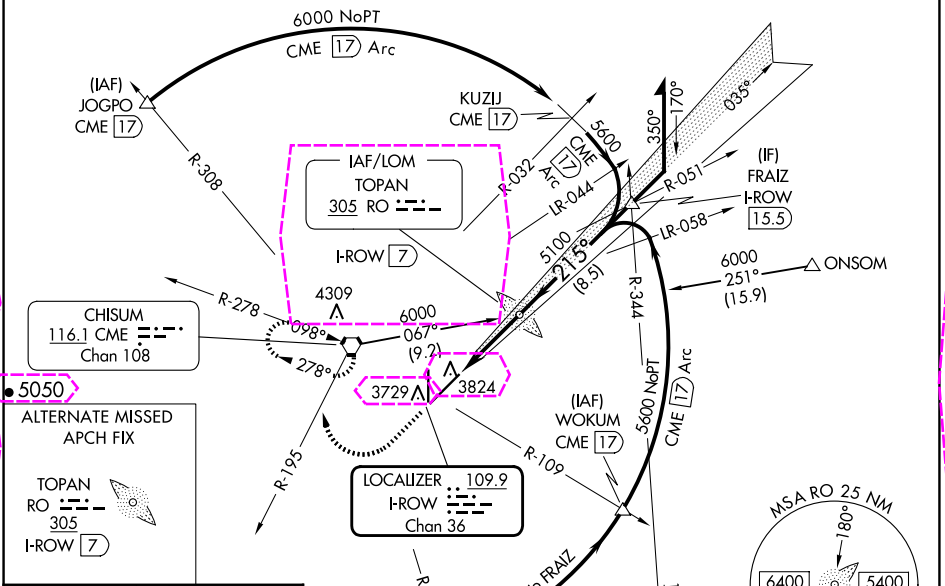 6000 NoPT
CME 17 Arc
(IAF)
JOGPO
CME 17
KUZIJ
CME 17
5600
CME
17
Arc
350°
170°
035°
R-308
IAF/LOM
TOPAN
305 RO
I-ROW 7
R-032
LR-044
R-051
(IF)
FRAIZ
I-ROW
15.5
LR-058
5100
215°
(8.5)
6000
251°
(15.9)
ONSOM
R-344
R-278
4309
6000
067°
(9.2)
098°
278°
CHISUM
116.1 CME
Chan 108
5050
3729
3824
ALTERNATE MISSED
APCH FIX
TOPAN
RO
305
I-ROW 7
R-195
LOCALIZER 109.9
I-ROW
Chan 36
R-109
(IAF)
WOKUM
CME 17
5600 NoPT
CME 17 Arc
FRAIZ
MSA RO 25 NM
180°
6400
5400